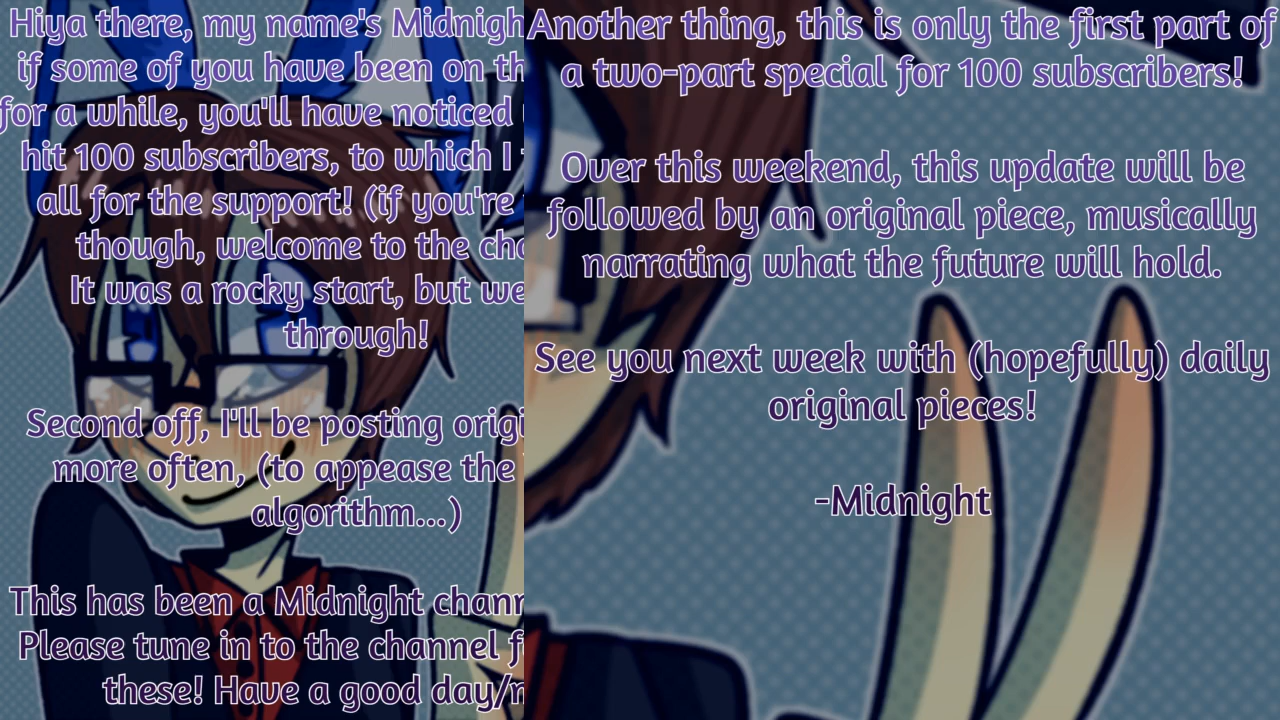 Hiya there, my name's Midnigh
if some of you have been on th
for a while, you'll have noticed
hit 100 subscribers, to which I
all for the support! (if you're
though, welcome to the cha
It was a rocky start, but we
through!
Second off, I'll be posting origi
more often, (to appease the
algorithm...)
This has been a Midnight chann
Please tune in to the channel f
these! Have a good day/n
Another thing, this is only the first part of
a two-part special for 100 subscribers!
Over this weekend, this update will be
followed by an original piece, musically
narrating what the future will hold.
See you next week with (hopefully) daily
original pieces!
-Midnight